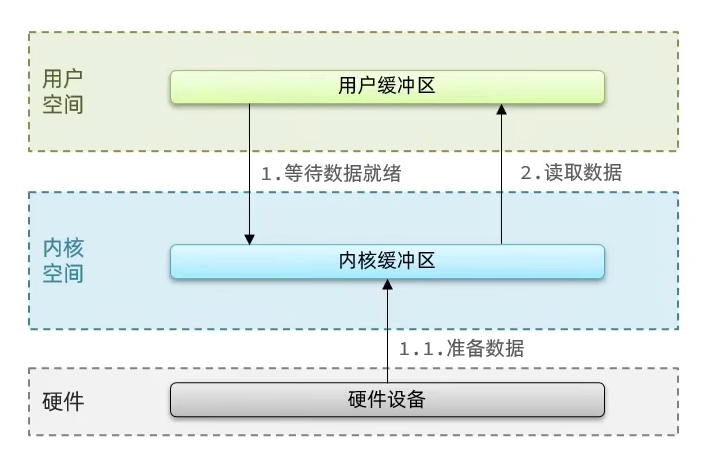 用户
空间
用户缓冲区
1.等待数据就绪
2.读取数据
内核
空间
内核缓冲区
1.1.准备数据
硬件
硬件设备